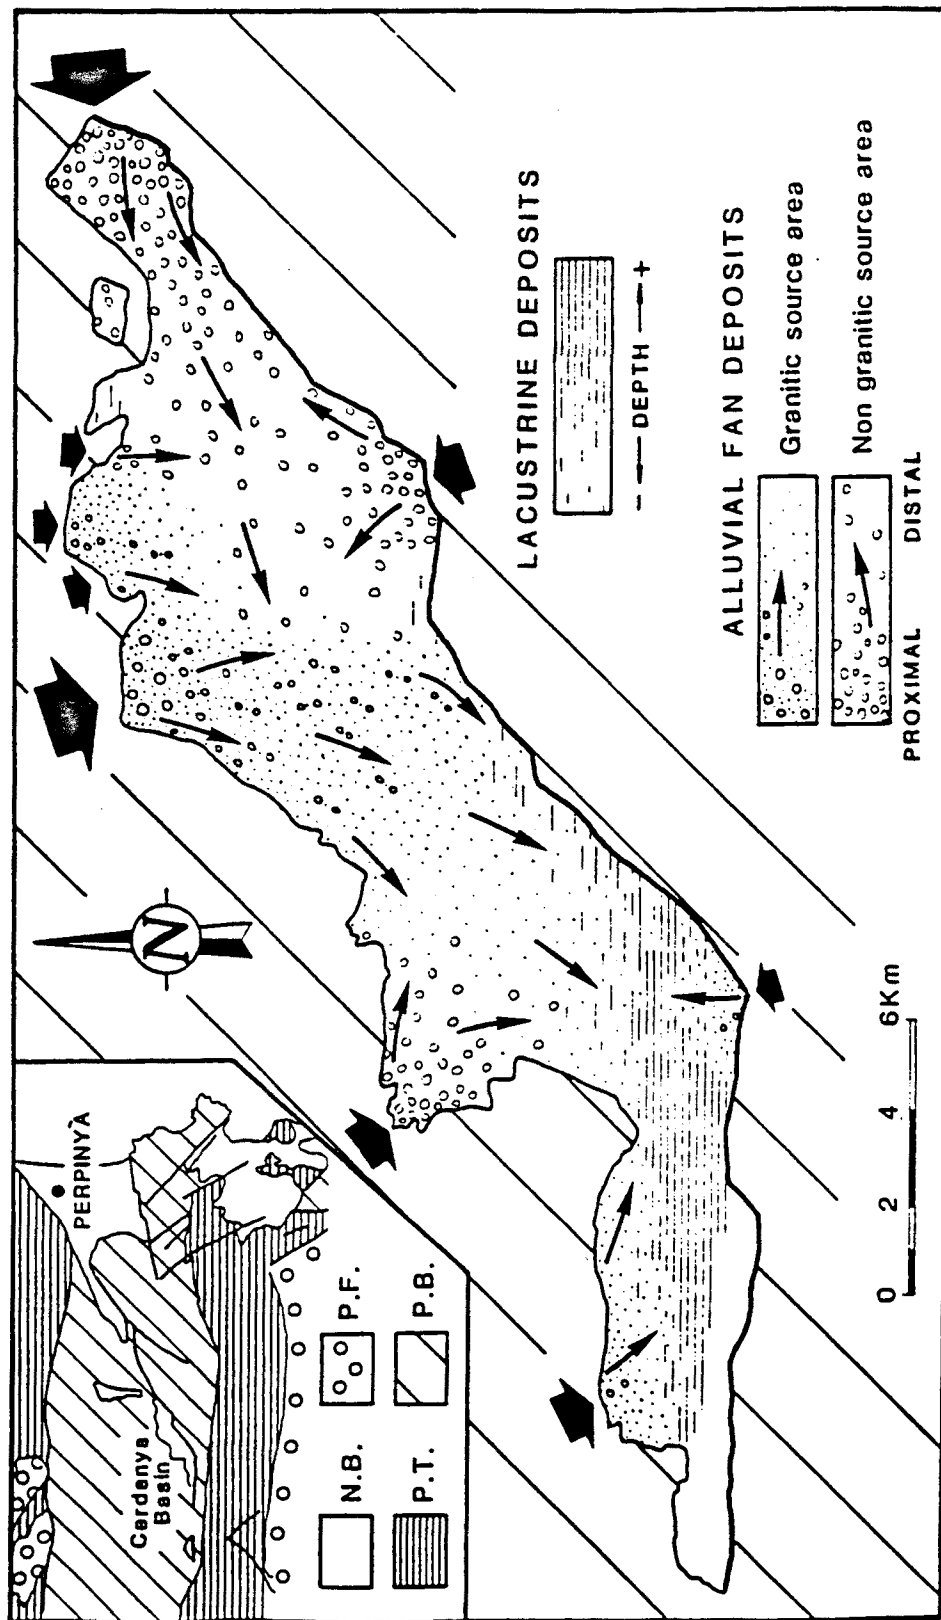 PERPINYÀ
Cerdanya
Basin
N.B.
P.F.
P.T.
P.B.
N
0 2 4 6Km
LACUSTRINE DEPOSITS
— DEPTH +
ALLUVIAL FAN DEPOSITS
Granitic source area
Non granitic source area
PROXIMAL DISTAL